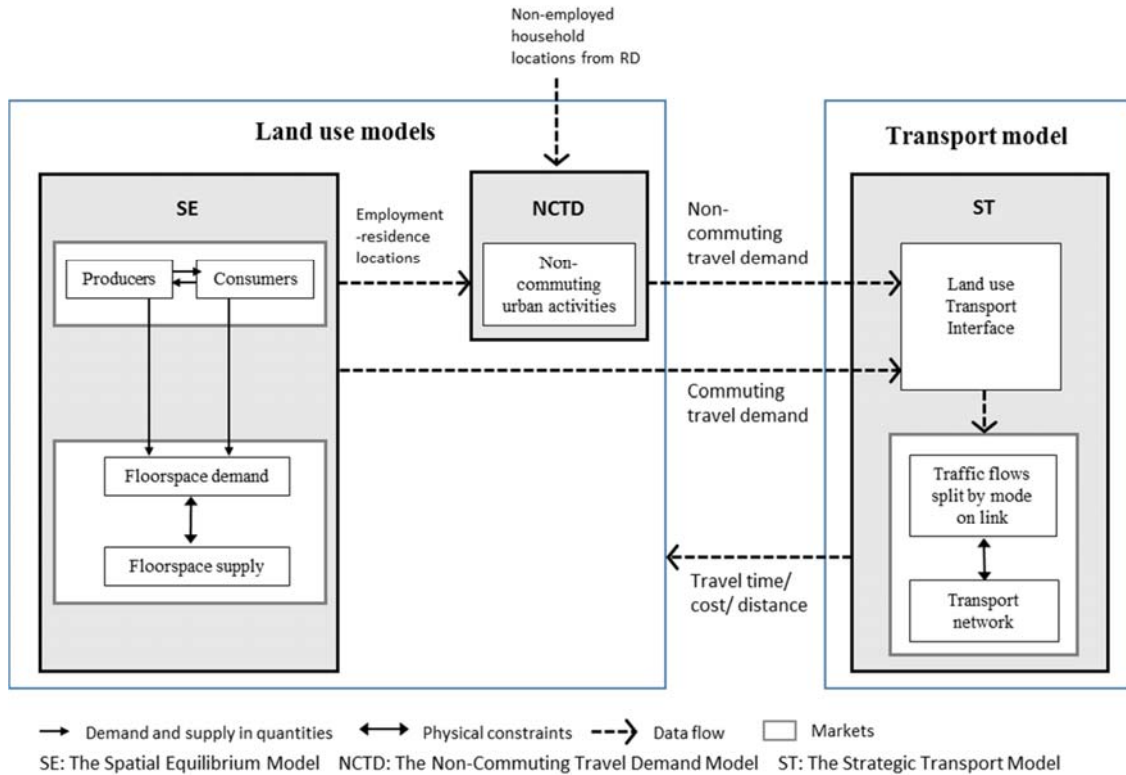 Non-employed
household
locations from RD
Land use models
Transport model
SE
NCTD
ST
Producers
Consumers
Employment
-residence
locations
Non-
commuting
urban activities
Non-
commuting
travel demand
Land use
Transport
Interface
Commuting
travel demand
Floorspace demand
Floorspace supply
Traffic flows
split by mode
on link
Transport
network
Travel time/
cost/ distance
Demand and supply in quantities
Physical constraints
Data flow
Markets
SE: The Spatial Equilibrium Model NCTD: The Non-Commuting Travel Demand Model ST: The Strategic Transport Model